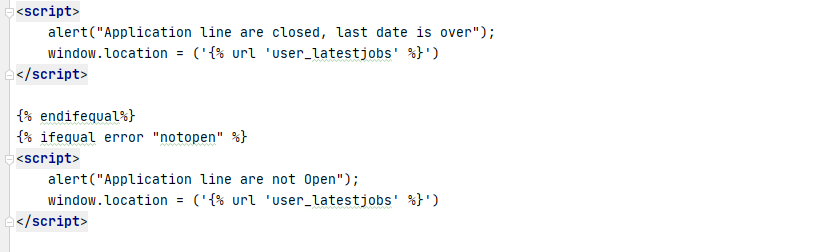 <script>
alert("Application line are closed, last date is over");
window.location = ('{% url 'user_latestjobs' %}')
</script>
{% endifequal%}
{% ifequal error "notopen" %}
<script>
alert("Application line are not Open");
window.location = ('{% url 'user_latestjobs' %}')
</script>